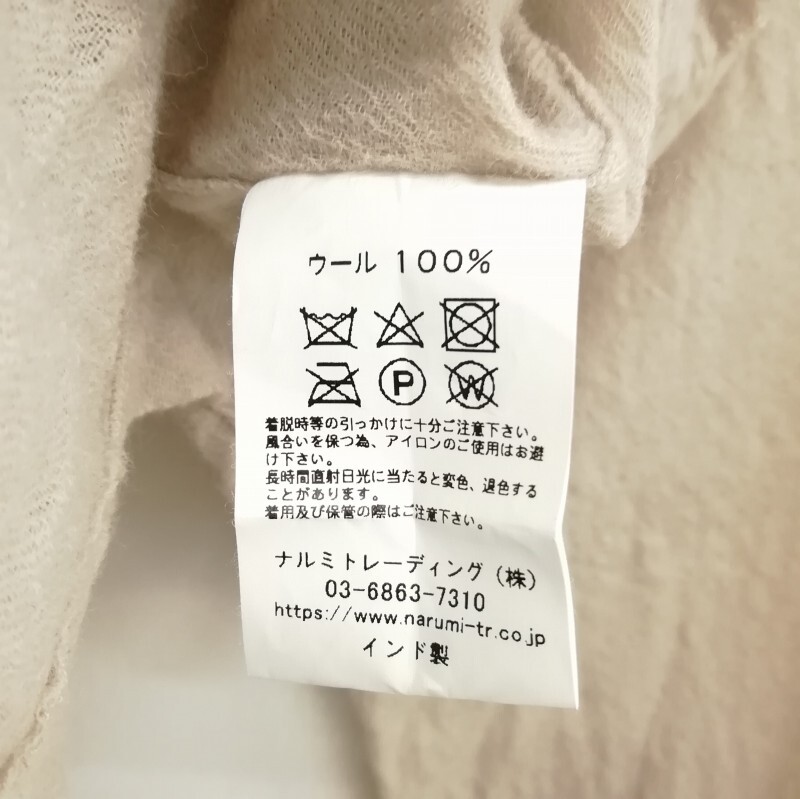 ウール 100%
P
W
着脱時等の引っかけに十分ご注意下さい。
風合いを保つ為、アイロンのご使用はお避
け下さい。
長時間直射日光に当たると変色、退色する
ことがあります。
着用及び保管の際はご注意下さい。
ナルミトレーディング(株)
03-6863-7310
https://www.narumi-tr.co.jp
インド製